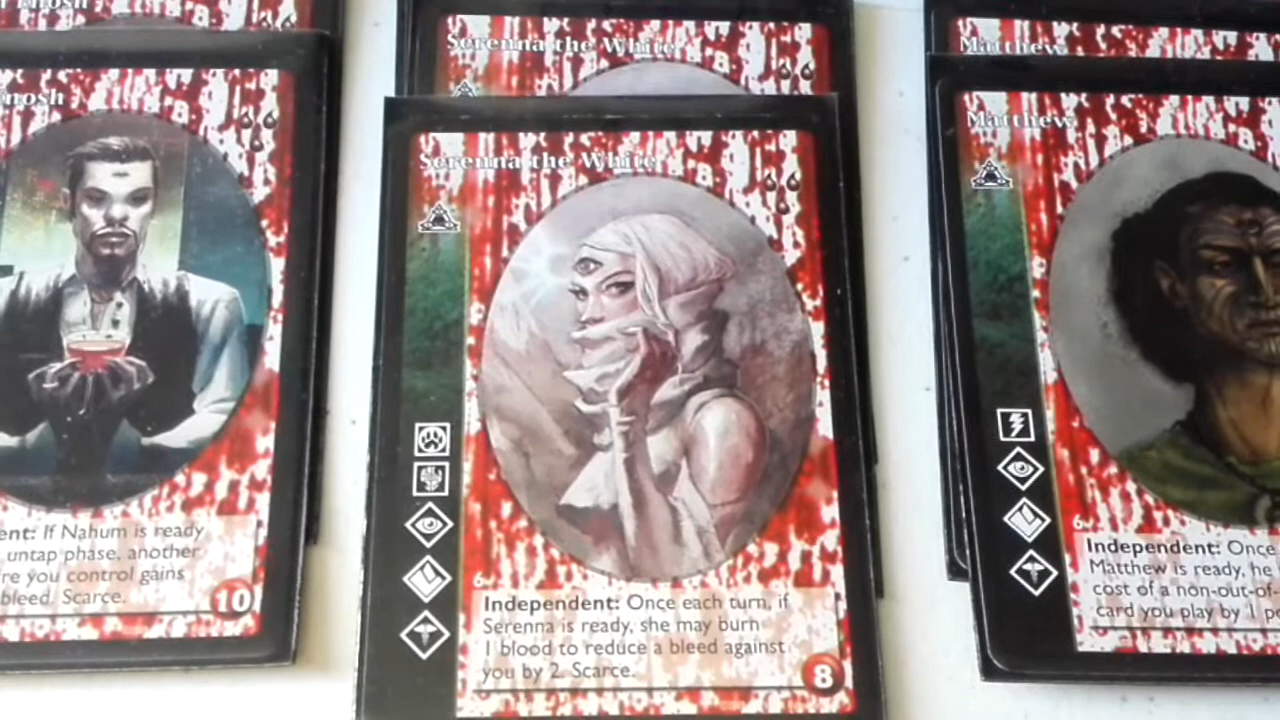 Serenna the White
Matthew
Serenna the White
Matthew
If Nahum is ready
untap phase, another
you control gains
bleed. Scarce.
10
6
Independent: Once each turn, if
Serenna is ready, she may burn
1 blood to reduce a bleed against
you by 2. Scarce.
8
6
Independent: Once
Matthew is ready, he
cost of a non-out-of-
card you play by 1